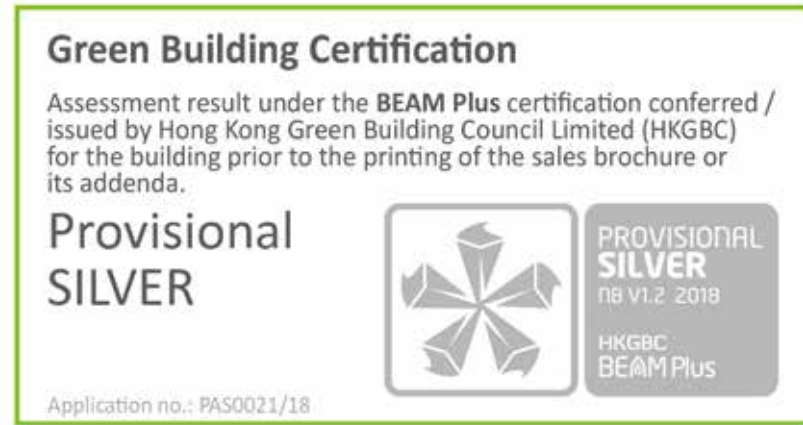 Green Building Certification
Assessment result under the BEAM Plus certification conferred /
issued by Hong Kong Green Building Council Limited (HKGBC)
for the building prior to the printing of the sales brochure or
its addenda.
Provisional
SILVER
PROVISIONAL
SILVER
NB V1.2 2018
HKGBC
BEAM Plus
Application no.: PAS0021/18